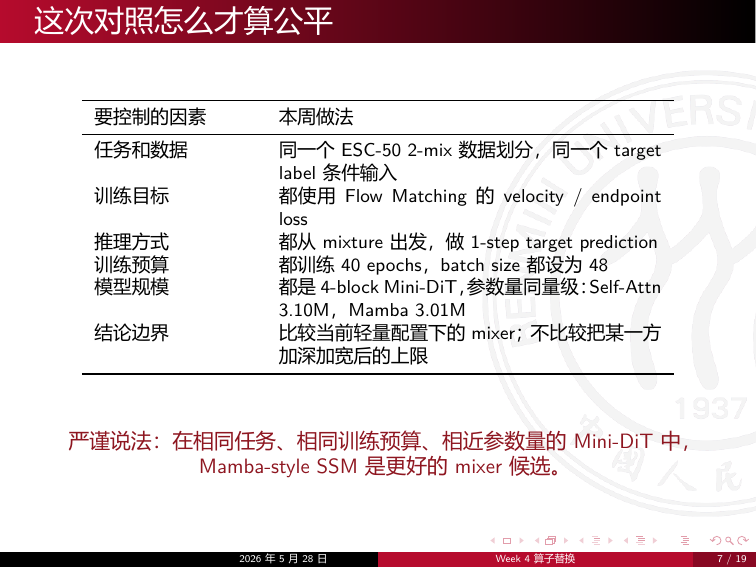 这次对照怎么才算公平
要控制的因素 本周做法
任务和数据 同一个 ESC-50 2-mix 数据划分，同一个 target
label 条件输入
训练目标 都使用 Flow Matching 的 velocity / endpoint
loss
推理方式 都从 mixture 出发，做 1-step target prediction
训练预算 都训练 40 epochs，batch size 都设为 48
模型规模 都是 4-block Mini-DiT，参数量同量级：Self-Attn
3.10M，Mamba 3.01M
结论边界 比较当前轻量配置下的 mixer；不比较把某一方
加深加宽后的上限
1937
严谨说法：在相同任务、相同训练预算、相近参数量的 Mini-DiT 中，
Mamba-style SSM 是更好的 mixer 候选。
2026 年 5 月 28 日 Week 4 算子替换 7 / 19